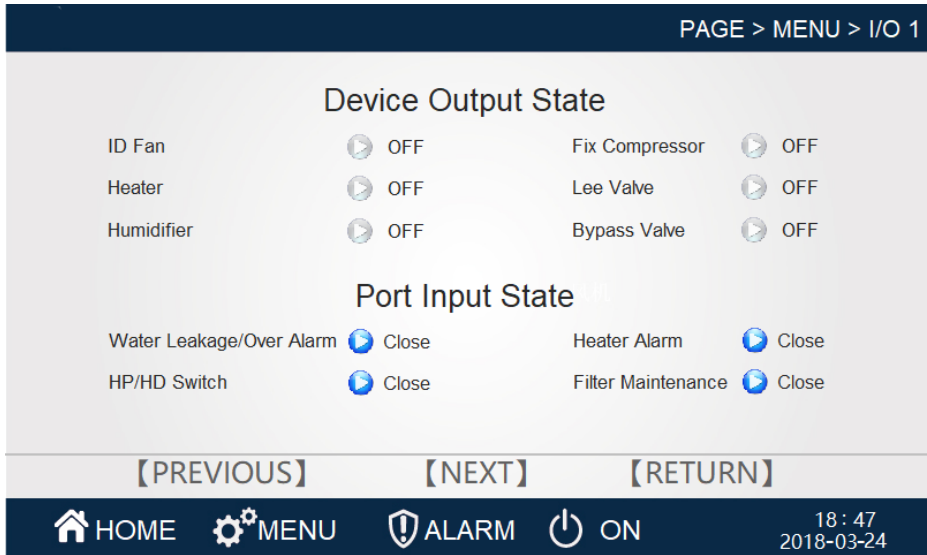 PAGE > MENU > I/O 1
Device Output State
ID Fan OFF Fix Compressor OFF
Heater OFF Lee Valve OFF
Humidifier OFF Bypass Valve OFF
Port Input State
Water Leakage/Over Alarm Close Heater Alarm Close
HP/HD Switch Close Filter Maintenance Close
【PREVIOUS】 【NEXT】 【RETURN】
HOME MENU ALARM ON 18:47
2018-03-24